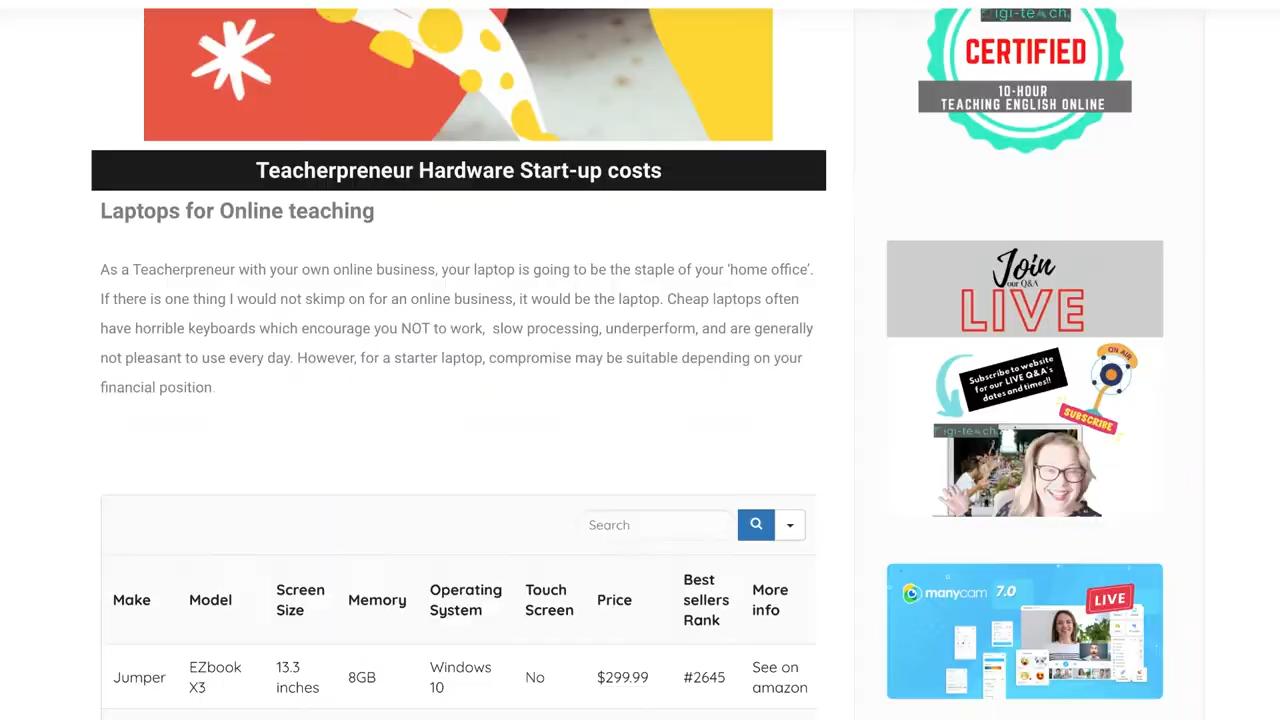 Teacherpreneur Hardware Start-up costs
Laptops for Online teaching
As a Teacherpreneur with your own online business, your laptop is going to be the staple of your ‘home office’.
If there is one thing I would not skimp on for an online business, it would be the laptop. Cheap laptops often
have horrible keyboards which encourage you NOT to work, slow processing, underperform, and are generally
not pleasant to use every day. However, for a starter laptop, compromise may be suitable depending on your
financial position.
Search
Make Model Screen Size Memory Operating System Touch Screen Price Best sellers Rank More info
Jumper EZbook X3 13.3 inches 8GB Windows 10 No $299.99 #2645 See on amazon
igi-teach
CERTIFIED
10-HOUR
TEACHING ENGLISH ONLINE
Join
our Q&A
LIVE
ON AIR
Subscribe to website
for our LIVE Q&A's
dates and times!!
SUBSCRIBE
igi-teach
manycam 7.0
LIVE